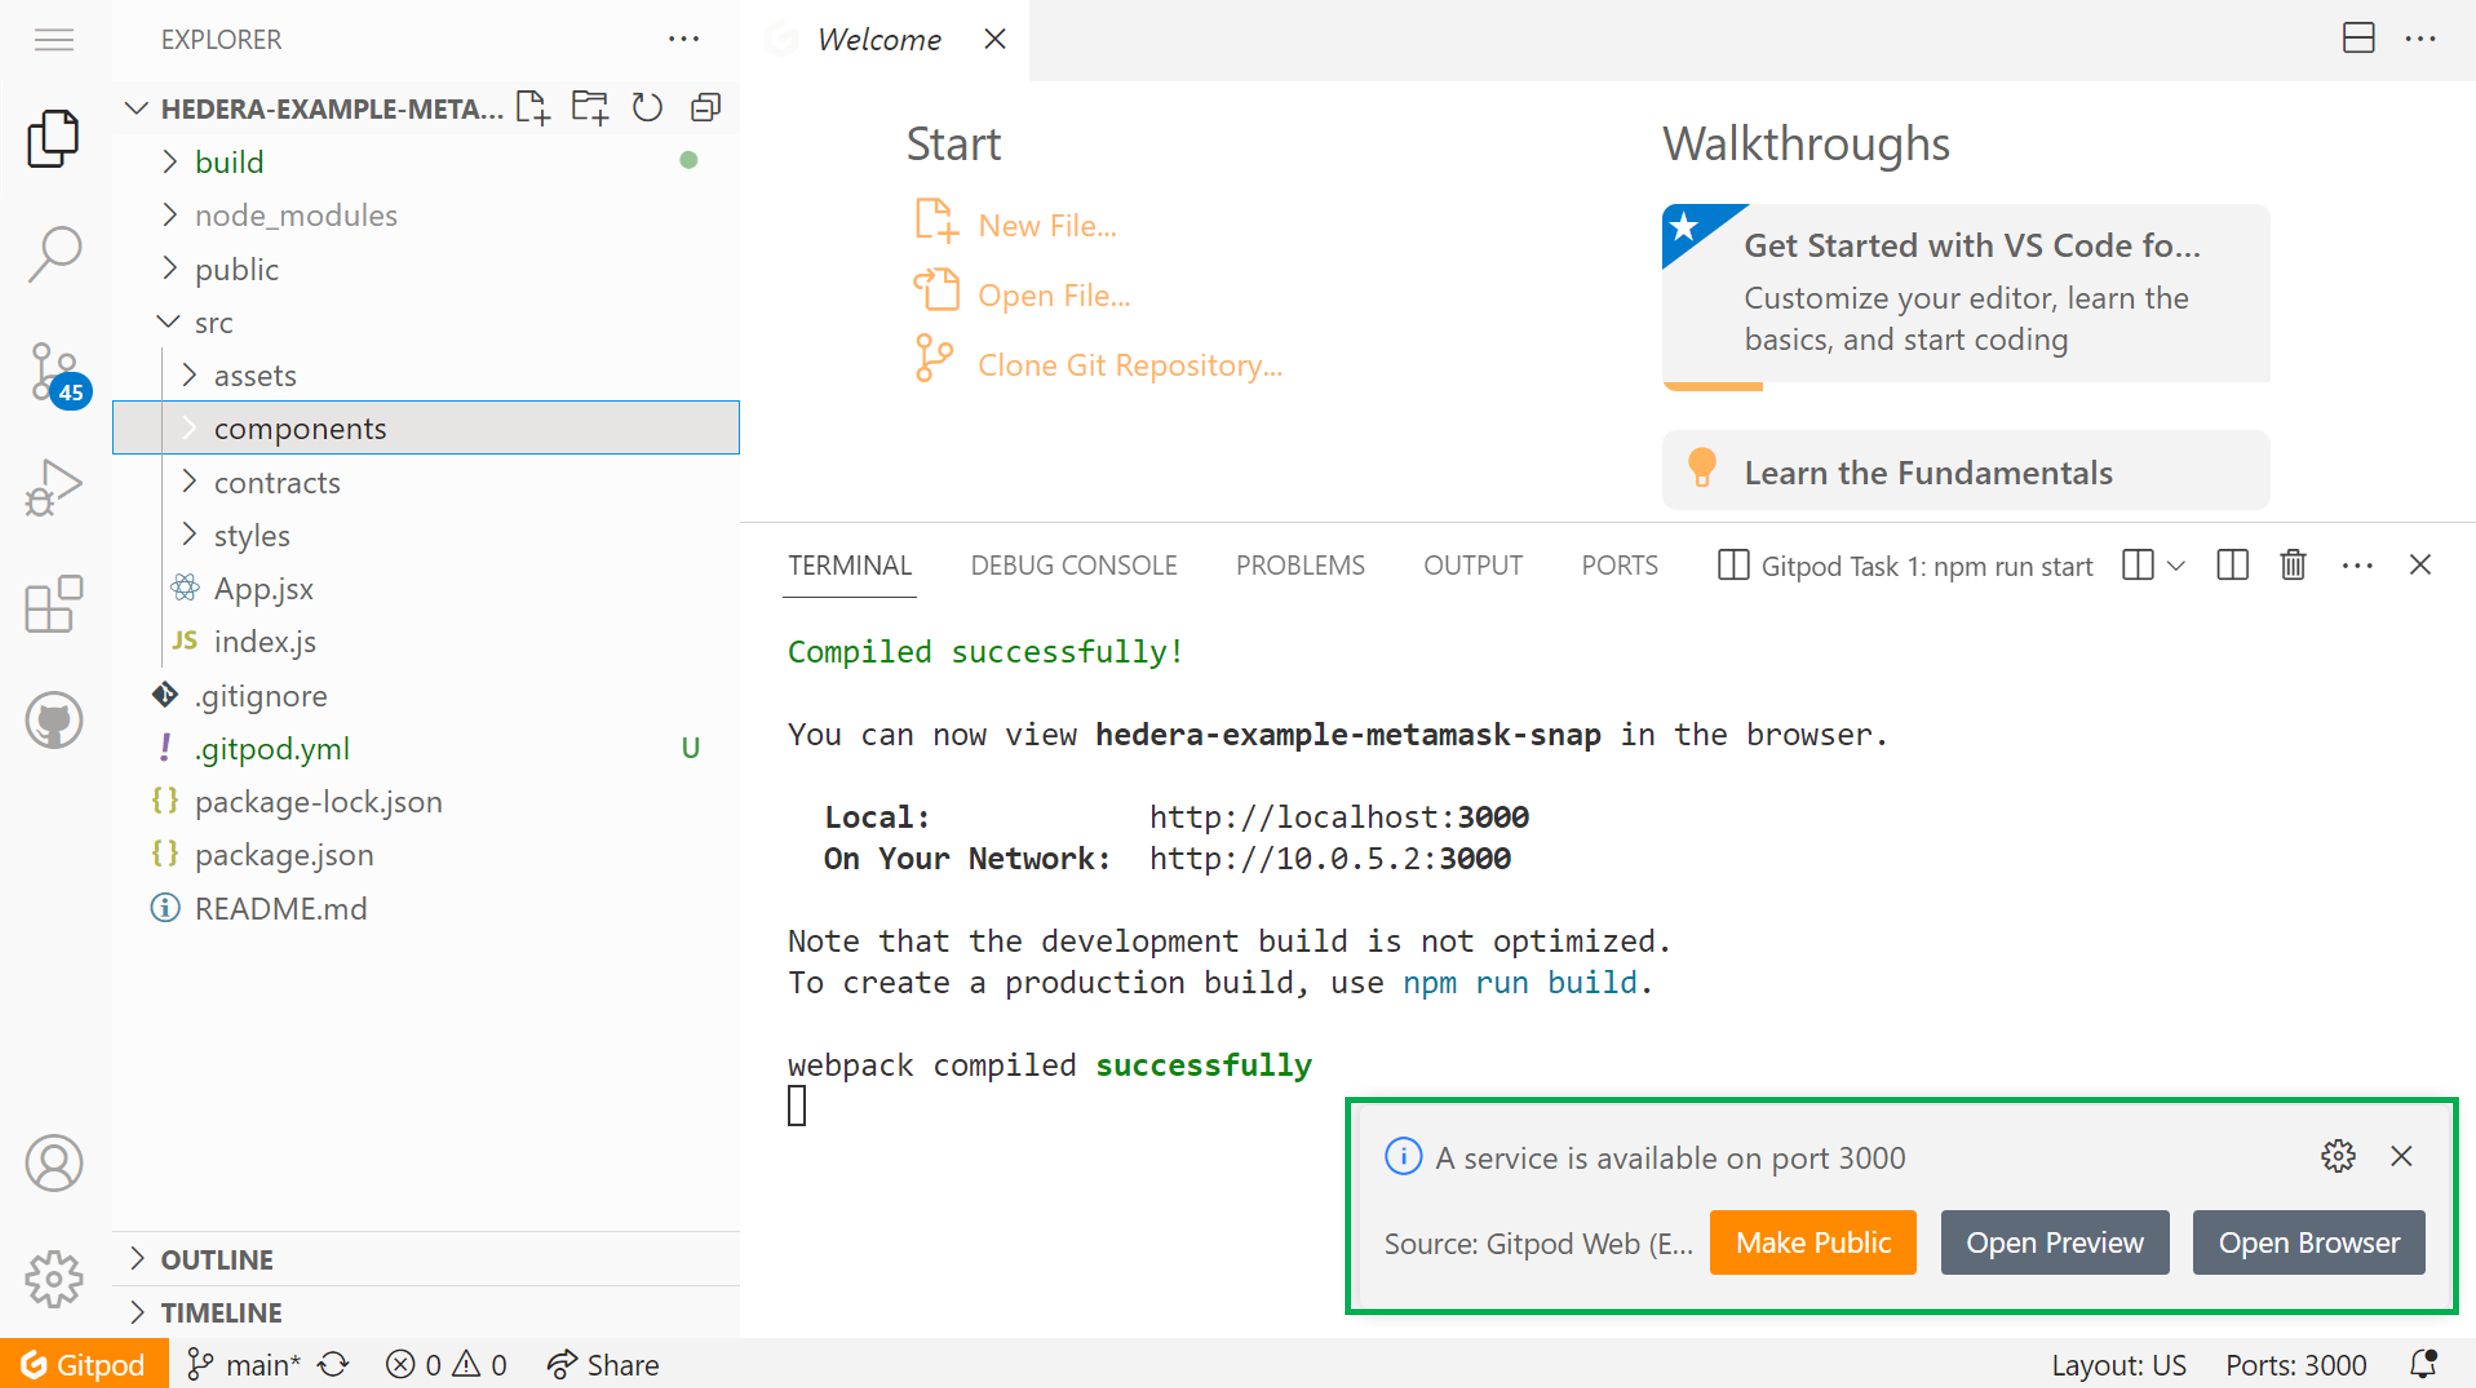 EXPLORER
Welcome
HEDERA-EXAMPLE-META...
build
node_modules
public
src
assets
components
contracts
styles
App.jsx
JS index.js
.gitignore
! .gitpod.yml U
{} package-lock.json
{} package.json
README.md
OUTLINE
TIMELINE
45
Start
New File...
Open File...
Clone Git Repository...
Walkthroughs
Get Started with VS Code fo...
Customize your editor, learn the
basics, and start coding
Learn the Fundamentals
TERMINAL DEBUG CONSOLE PROBLEMS OUTPUT PORTS Gitpod Task 1: npm run start
Compiled successfully!
You can now view hedera-example-metamask-snap in the browser.
Local: http://localhost:3000
On Your Network: http://10.0.5.2:3000
Note that the development build is not optimized.
To create a production build, use npm run build.
webpack compiled successfully
A service is available on port 3000
Source: Gitpod Web (E... Make Public Open Preview Open Browser
Gitpod main* 0 0 Share Layout: US Ports: 3000